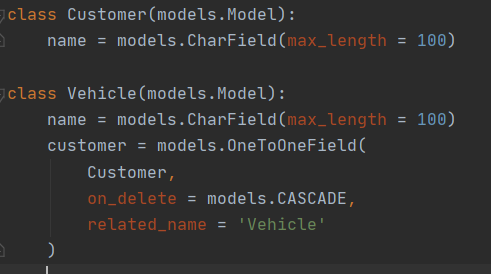 class Customer(models.Model):
    name = models.CharField(max_length = 100)
class Vehicle(models.Model):
    name = models.CharField(max_length = 100)
    customer = models.OneToOneField(
        Customer,
        on_delete = models.CASCADE,
        related_name = 'Vehicle'
    )